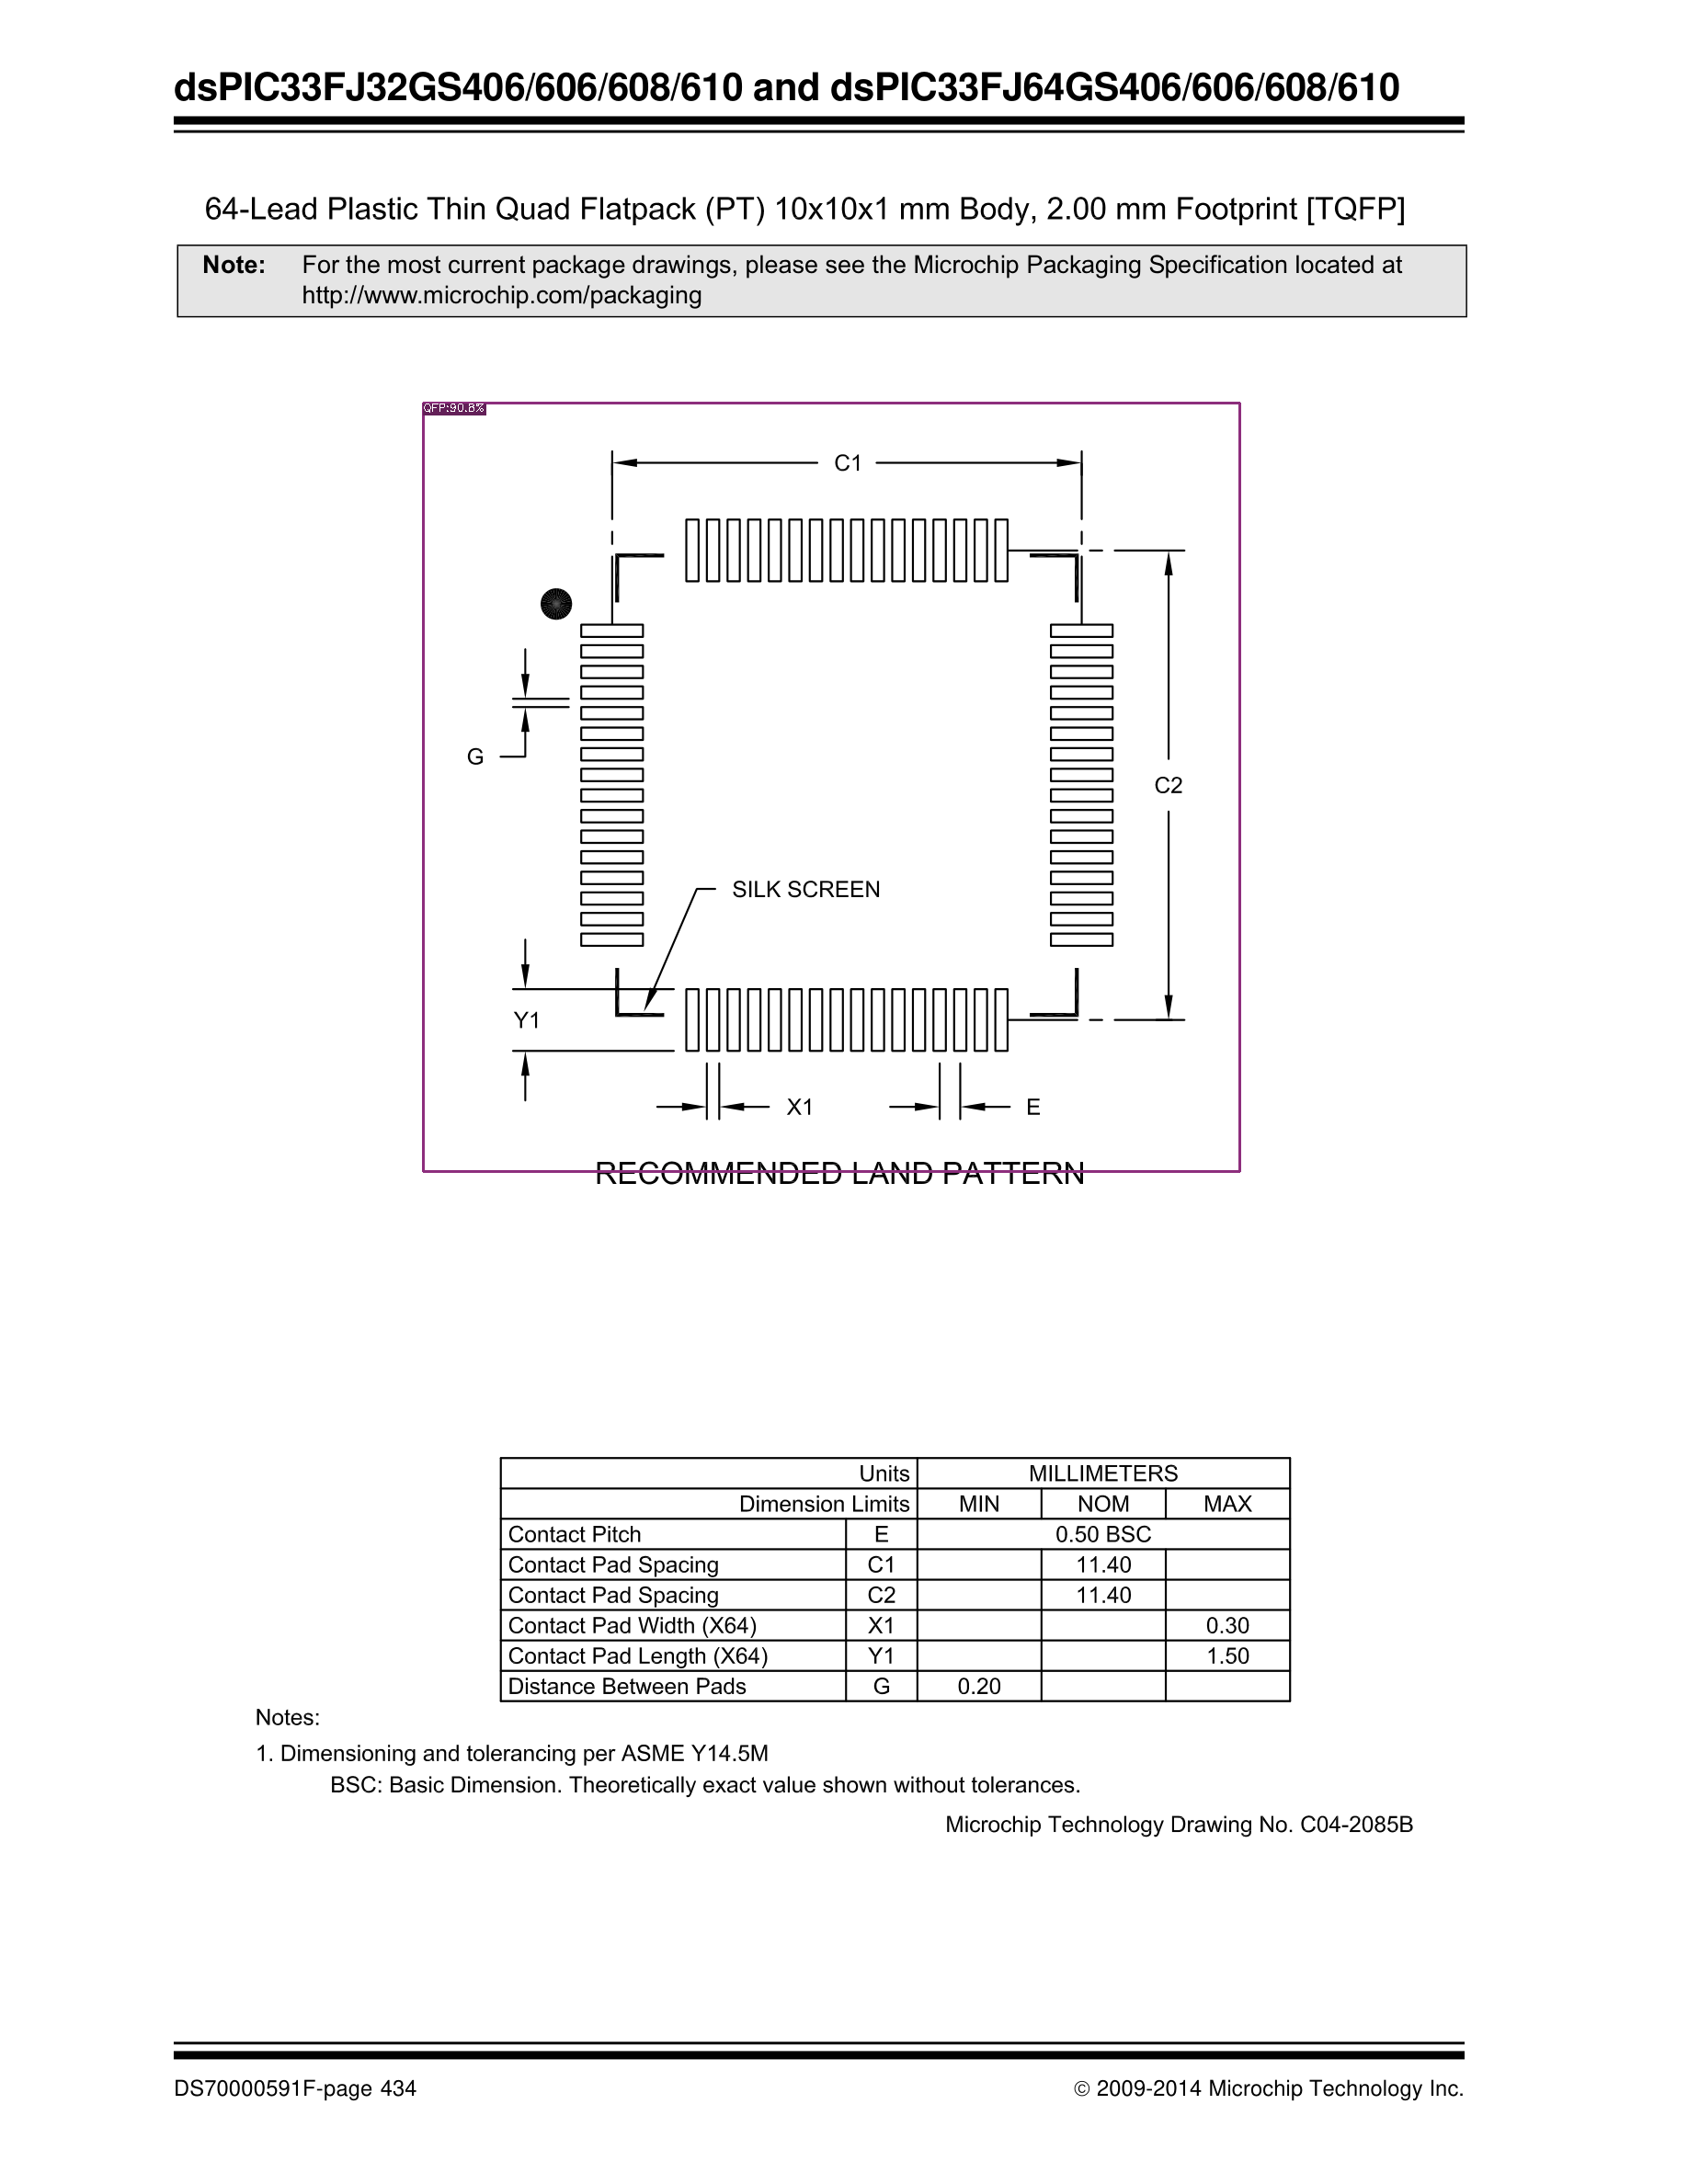 dsPIC33FJ32GS406/606/608/610 and dsPIC33FJ64GS406/606/608/610
64-Lead Plastic Thin Quad Flatpack (PT) 10x10x1 mm Body, 2.00 mm Footprint [TQFP]
Note: For the most current package drawings, please see the Microchip Packaging Specification located at
http://www.microchip.com/packaging
QFP:90.8%
C1
G
C2
SILK SCREEN
Y1
X1
E
RECOMMENDED LAND PATTERN
Units MILLIMETERS
Dimension Limits MIN NOM MAX
Contact Pitch E 0.50 BSC
Contact Pad Spacing C1 11.40
Contact Pad Spacing C2 11.40
Contact Pad Width (X64) X1 0.30
Contact Pad Length (X64) Y1 1.50
Distance Between Pads G 0.20
Notes:
1. Dimensioning and tolerancing per ASME Y14.5M
BSC: Basic Dimension. Theoretically exact value shown without tolerances.
Microchip Technology Drawing No. C04-2085B
DS70000591F-page 434 © 2009-2014 Microchip Technology Inc.